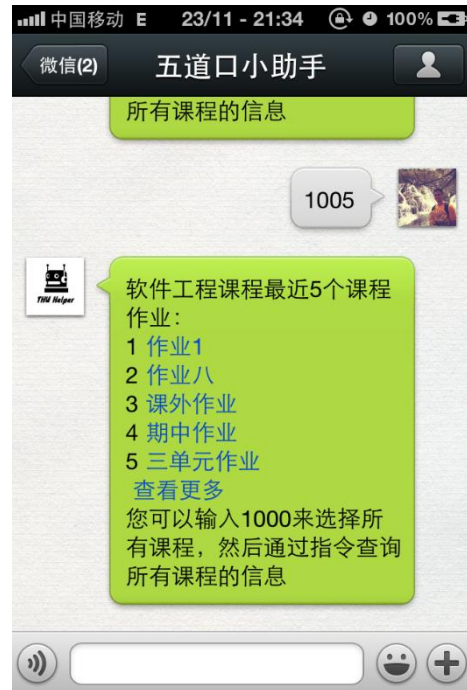 中国移动 E 23/11 - 21:34 100%
微信(2) 五道口小助手
所有课程的信息
1005
THU Helper
软件工程课程最近5个课程
作业：
1 作业1
2 作业八
3 课外作业
4 期中作业
5 三单元作业
查看更多
您可以输入1000来选择所
有课程，然后通过指令查询
所有课程的信息